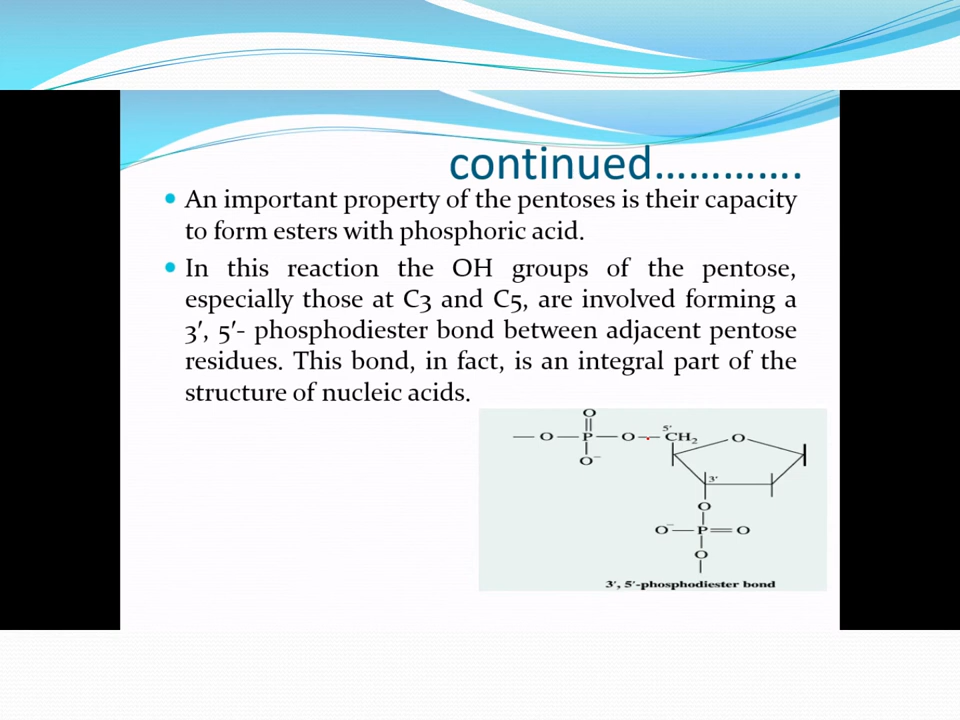 continued………….
An important property of the pentoses is their capacity
to form esters with phosphoric acid.
In this reaction the OH groups of the pentose,
especially those at C3 and C5, are involved forming a
3′, 5′- phosphodiester bond between adjacent pentose
residues. This bond, in fact, is an integral part of the
structure of nucleic acids.
O
5′
— O — P — O — CH₂ O
O⁻
3′
O
O⁻ — P = O
O
3′, 5′-phosphodiester bond